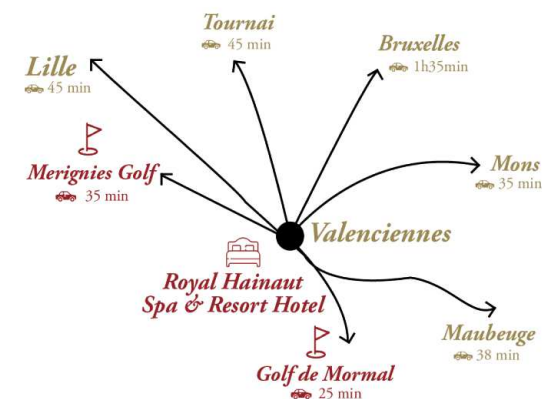 Tournai
45 min
Bruxelles
1h35min
Lille
45 min
Mons
35 min
Merignies Golf
35 min
Valenciennes
Royal Hainaut
Spa & Resort Hotel
Maubeuge
38 min
Golf de Mormal
25 min